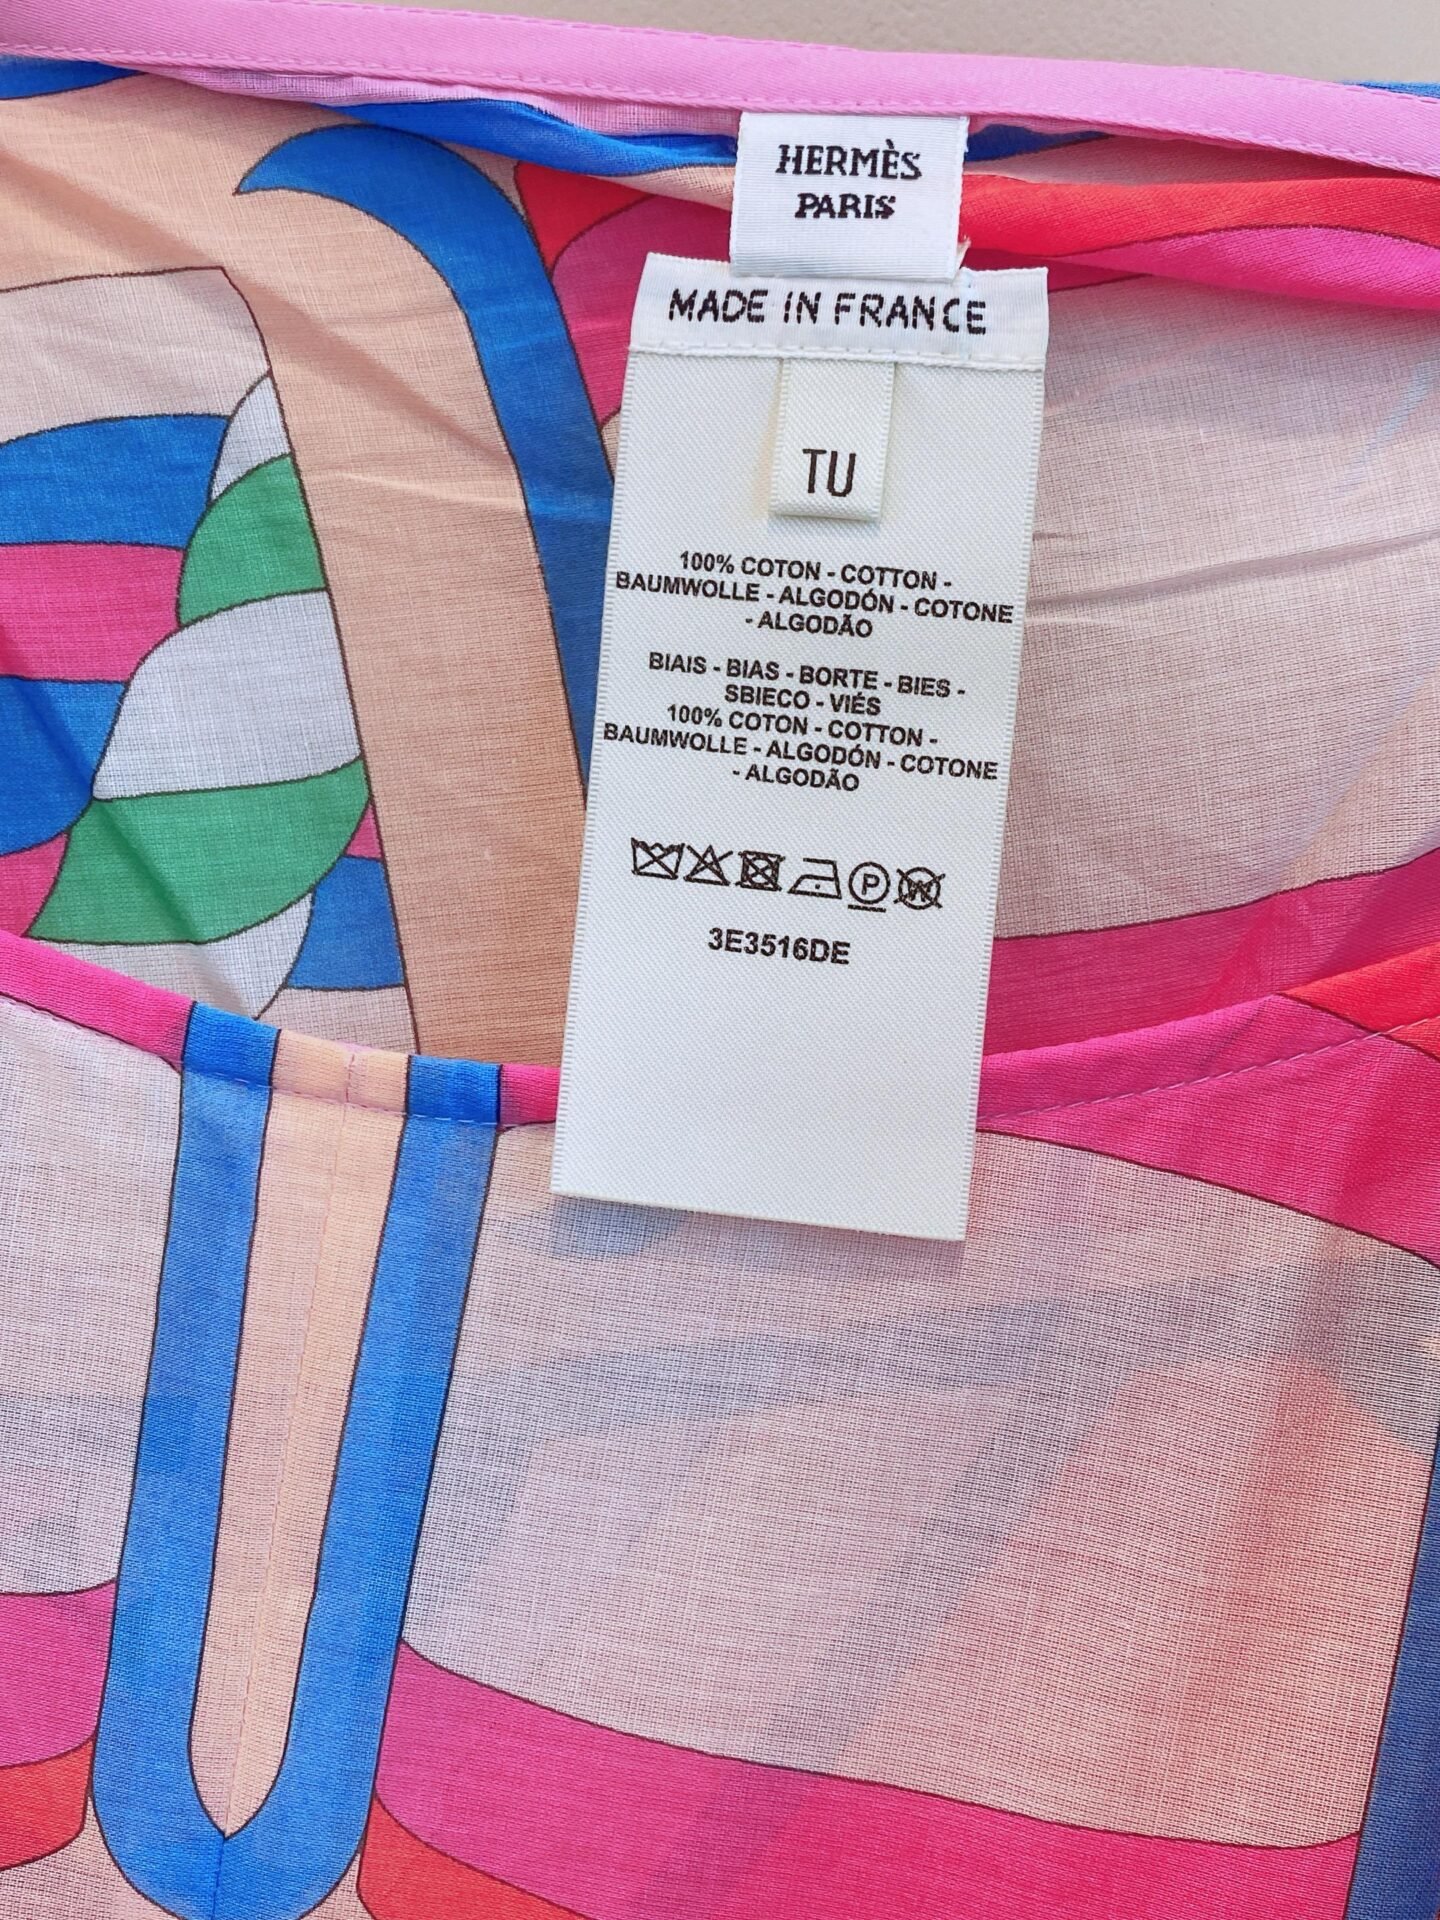 HERMÈS
PARIS
MADE IN FRANCE
TU
100% COTON - COTTON -
BAUMWOLLE - ALGODÓN - COTONE
- ALGODÃO
BIAIS - BIAS - BORTE - BIES -
SBIECO - VIÉS
100% COTON - COTTON -
BAUMWOLLE - ALGODÓN - COTONE
- ALGODÃO
P W
3E3516DE